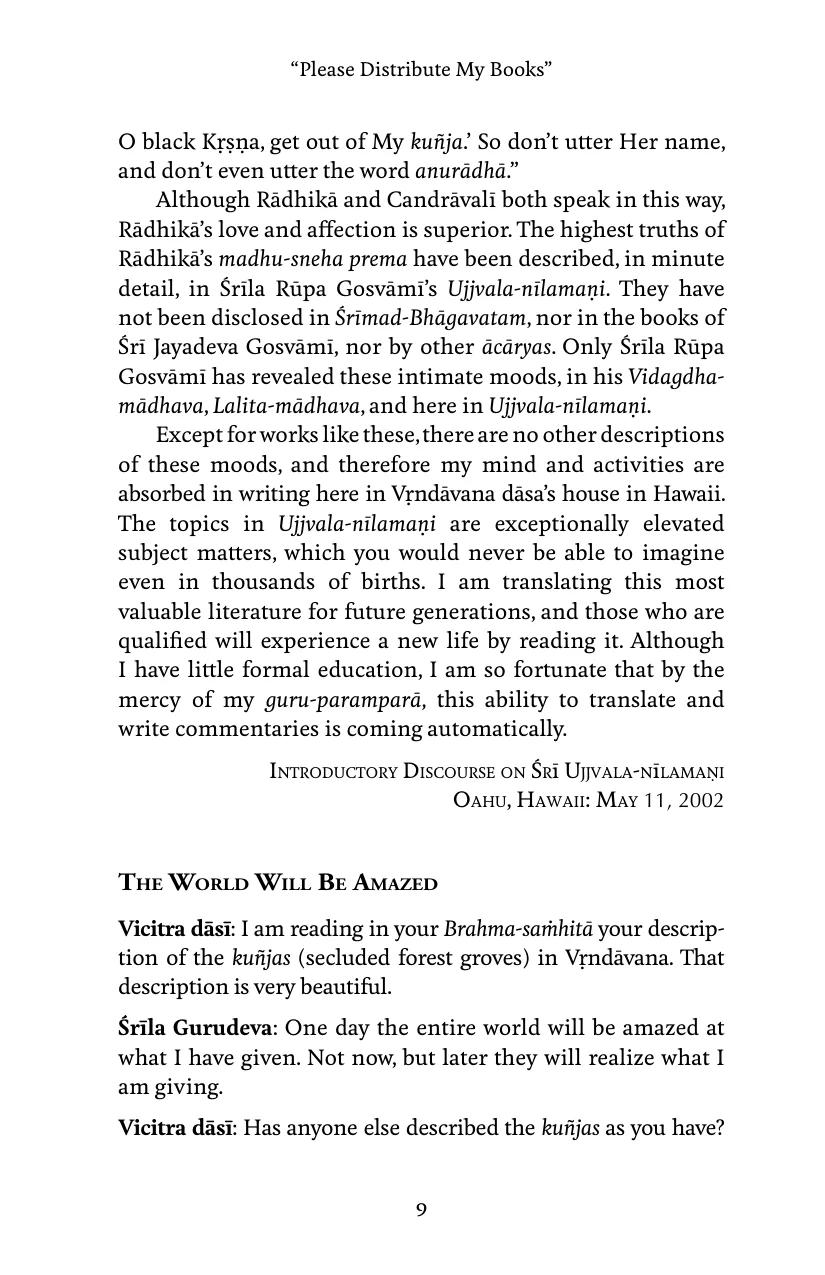 “Please Distribute My Books”
O black Kṛṣṇa, get out of My kuñja.’ So don’t utter Her name,
and don’t even utter the word anurādhā.”
Although Rādhikā and Candrāvalī both speak in this way,
Rādhikā’s love and affection is superior. The highest truths of
Rādhikā’s madhu-sneha prema have been described, in minute
detail, in Śrīla Rūpa Gosvāmī’s Ujjvala-nīlamaṇi. They have
not been disclosed in Śrīmad-Bhāgavatam, nor in the books of
Śrī Jayadeva Gosvāmī, nor by other ācāryas. Only Śrīla Rūpa
Gosvāmī has revealed these intimate moods, in his Vidagdha-
mādhava, Lalita-mādhava, and here in Ujjvala-nīlamaṇi.
Except for works like these, there are no other descriptions
of these moods, and therefore my mind and activities are
absorbed in writing here in Vṛndāvana dāsa’s house in Hawaii.
The topics in Ujjvala-nīlamaṇi are exceptionally elevated
subject matters, which you would never be able to imagine
even in thousands of births. I am translating this most
valuable literature for future generations, and those who are
qualified will experience a new life by reading it. Although
I have little formal education, I am so fortunate that by the
mercy of my guru-paramparā, this ability to translate and
write commentaries is coming automatically.
Introductory Discourse on Śrī Ujjvala-nīlamaṇi
Oahu, Hawaii: May 11, 2002
The World Will Be Amazed
Vicitra dāsī: I am reading in your Brahma-saṁhitā your descrip-
tion of the kuñjas (secluded forest groves) in Vṛndāvana. That
description is very beautiful.
Śrīla Gurudeva: One day the entire world will be amazed at
what I have given. Not now, but later they will realize what I
am giving.
Vicitra dāsī: Has anyone else described the kuñjas as you have?
9